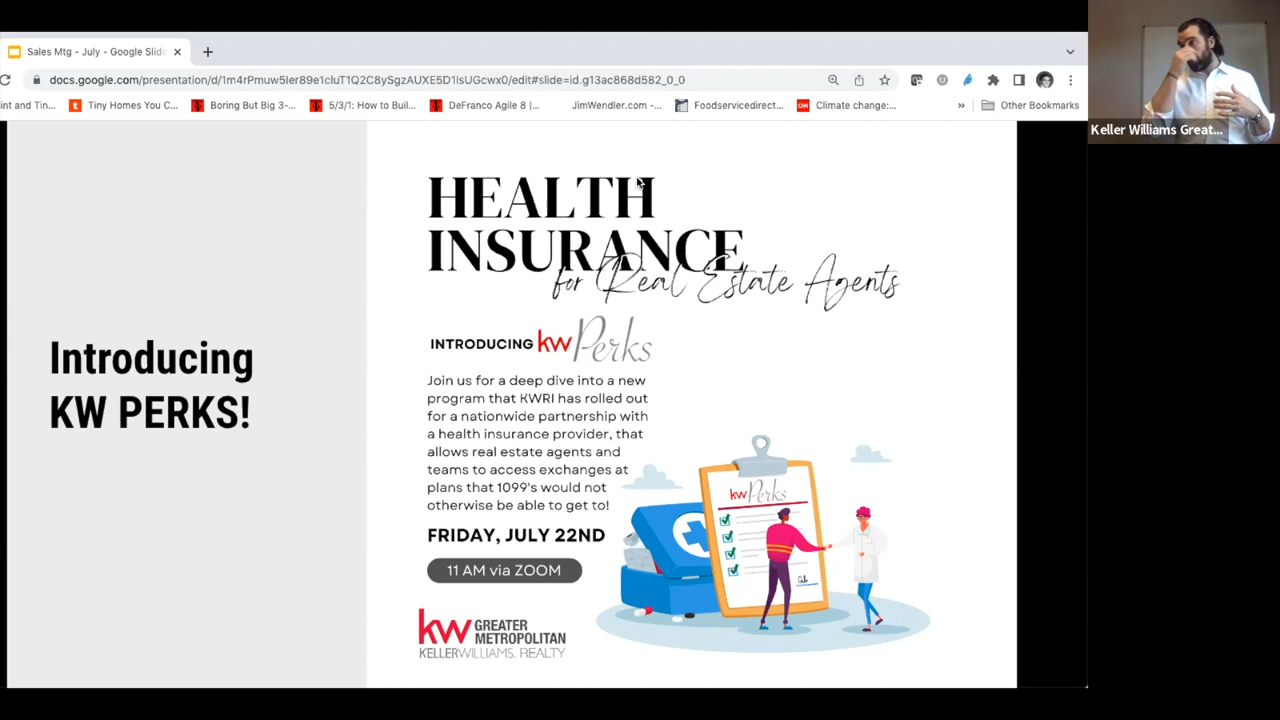 Sales Mtg - July - Google Slid
docs.google.com/presentation/d/1m4rPmuw5Ier89e1cluT1Q2C8ySgzAUXE5D1IsUGcwx0/edit#slide=id.g13ac868d582_0_0
int and Tin...
Tiny Homes You C...
Boring But Big 3-...
5/3/1: How to Buil...
DeFranco Agile 8 |...
JimWendler.com -...
Foodservicedirect...
Climate change:...
»
Other Bookmarks
Keller Williams Great...
Introducing
KW PERKS!
HEALTH
INSURANCE
for Real Estate Agents
INTRODUCING kw Perks
Join us for a deep dive into a new
program that KWRI has rolled out
for a nationwide partnership with
a health insurance provider, that
allows real estate agents and
teams to access exchanges at
plans that 1099's would not
otherwise be able to get to!
FRIDAY, JULY 22ND
11 AM via ZOOM
kw GREATER
METROPOLITAN
KELLERWILLIAMS. REALTY
kw Perks